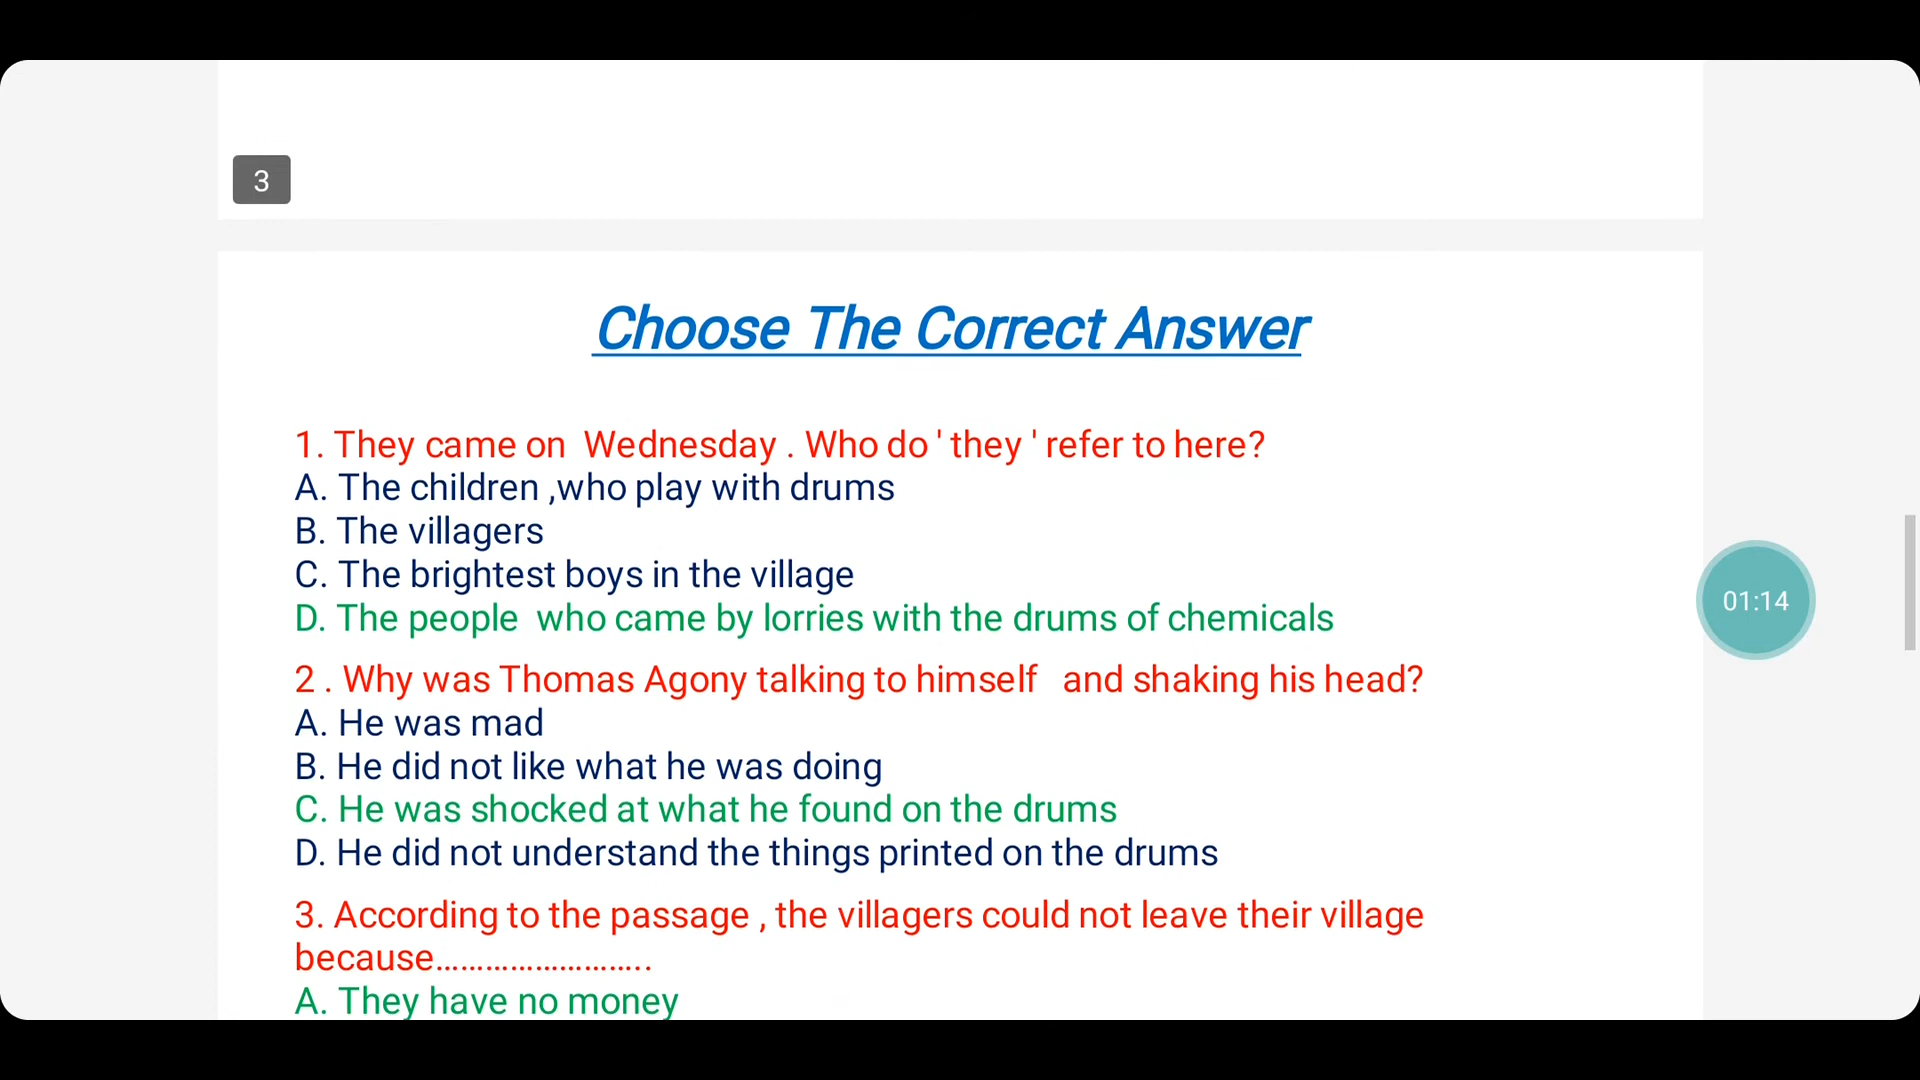 3
Choose The Correct Answer
1. They came on  Wednesday . Who do ' they ' refer to here?
A. The children ,who play with drums
B. The villagers
C. The brightest boys in the village
D. The people  who came by lorries with the drums of chemicals
01:14
2 . Why was Thomas Agony talking to himself   and shaking his head?
A. He was mad
B. He did not like what he was doing
C. He was shocked at what he found on the drums
D. He did not understand the things printed on the drums
3. According to the passage , the villagers could not leave their village
because……………………..
A. They have no money